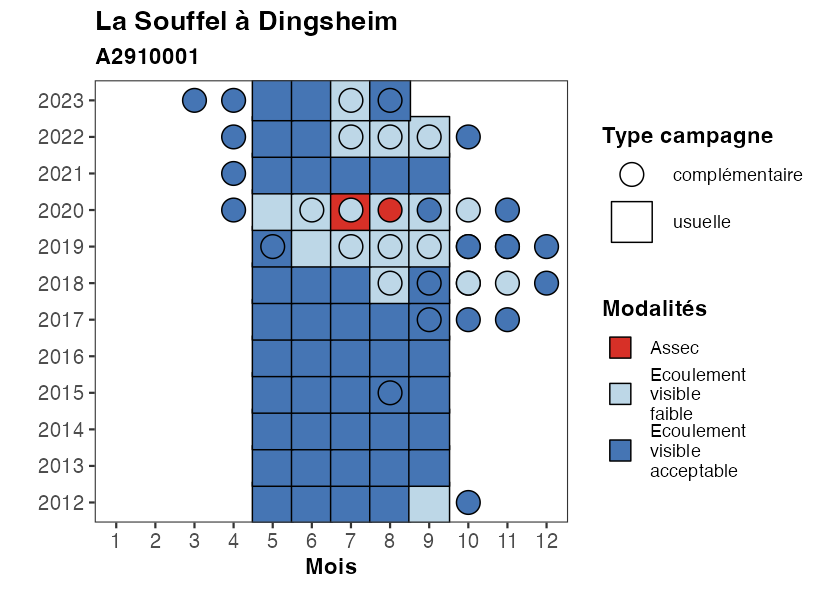 La Souffel à Dingsheim
A2910001
2023
2022
2021
2020
2019
2018
2017
2016
2015
2014
2013
2012
1 2 3 4 5 6 7 8 9 10 11 12
Mois
Type campagne
complémentaire
usuelle
Modalités
Assec
Ecoulement
visible
faible
Ecoulement
visible
acceptable